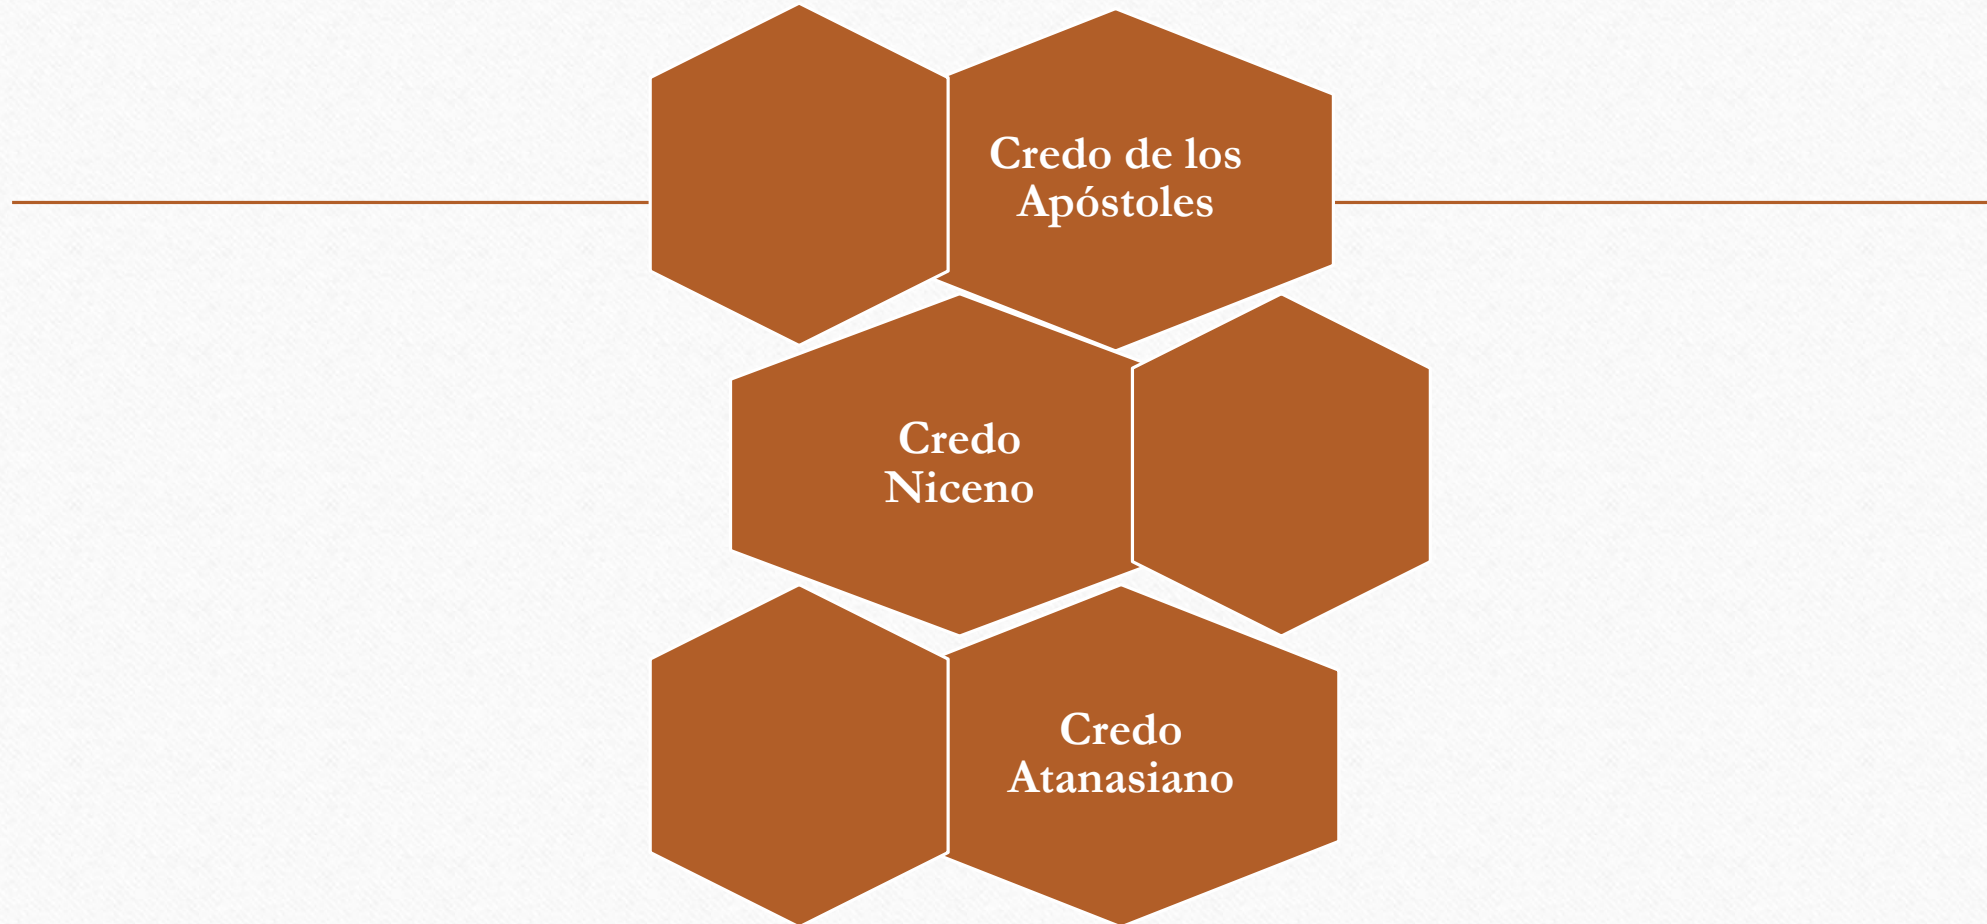 Credo de los
Apóstoles
Credo
Niceno
Credo
Atanasiano